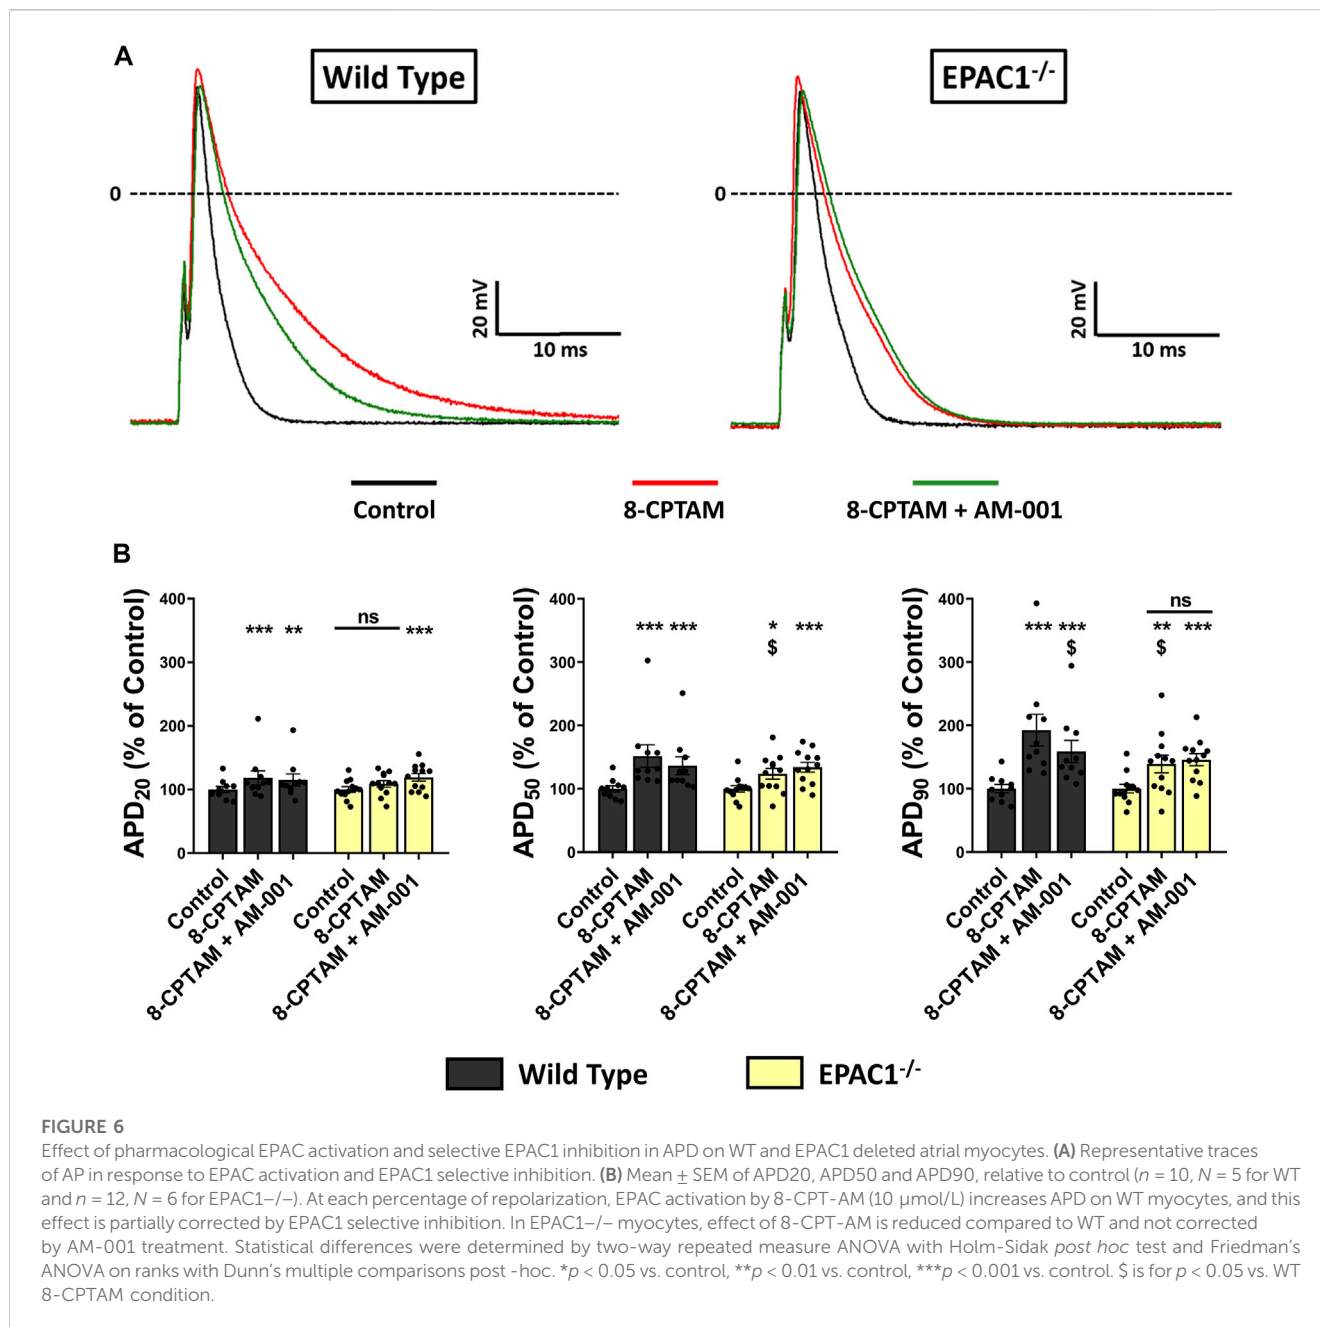 A
Wild Type
EPAC1-/-
0
0
20 mV
10 ms
20 mV
10 ms
Control
8-CPTAM
8-CPTAM + AM-001
B
APD20 (% of Control)
400
300
200
100
0
***
**
ns
***
Control
8-CPTAM
8-CPTAM + AM-001
Control
8-CPTAM
8-CPTAM + AM-001
APD50 (% of Control)
400
300
200
100
0
***
***
*
$
***
Control
8-CPTAM
8-CPTAM + AM-001
Control
8-CPTAM
8-CPTAM + AM-001
APD90 (% of Control)
400
300
200
100
0
***
***
$
ns
**
$
***
Control
8-CPTAM
8-CPTAM + AM-001
Control
8-CPTAM
8-CPTAM + AM-001
Wild Type
EPAC1-/-
FIGURE 6
Effect of pharmacological EPAC activation and selective EPAC1 inhibition in APD on WT and EPAC1 deleted atrial myocytes. (A) Representative traces
of AP in response to EPAC activation and EPAC1 selective inhibition. (B) Mean ± SEM of APD20, APD50 and APD90, relative to control (n = 10, N = 5 for WT
and n = 12, N = 6 for EPAC1−/−). At each percentage of repolarization, EPAC activation by 8-CPT-AM (10 µmol/L) increases APD on WT myocytes, and this
effect is partially corrected by EPAC1 selective inhibition. In EPAC1−/− myocytes, effect of 8-CPT-AM is reduced compared to WT and not corrected
by AM-001 treatment. Statistical differences were determined by two-way repeated measure ANOVA with Holm-Sidak post hoc test and Friedman's
ANOVA on ranks with Dunn's multiple comparisons post -hoc. *p < 0.05 vs. control, **p < 0.01 vs. control, ***p < 0.001 vs. control. $ is for p < 0.05 vs. WT
8-CPTAM condition.